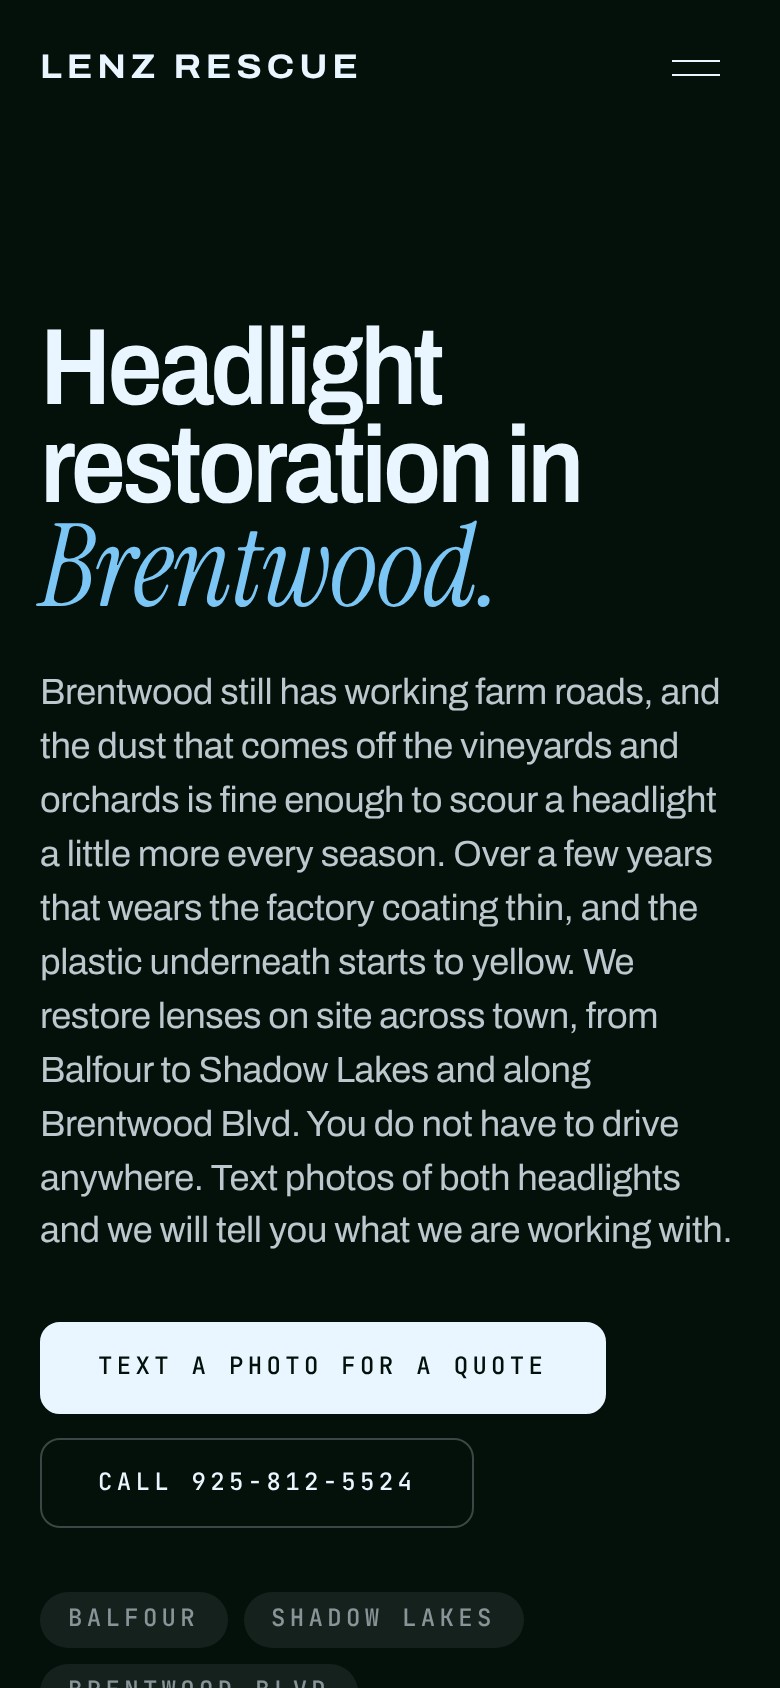 LENZ RESCUE
Headlight
restoration in
Brentwood.
Brentwood still has working farm roads, and
the dust that comes off the vineyards and
orchards is fine enough to scour a headlight
a little more every season. Over a few years
that wears the factory coating thin, and the
plastic underneath starts to yellow. We
restore lenses on site across town, from
Balfour to Shadow Lakes and along
Brentwood Blvd. You do not have to drive
anywhere. Text photos of both headlights
and we will tell you what we are working with.
TEXT A PHOTO FOR A QUOTE
CALL 925-812-5524
BALFOUR SHADOW LAKES
BRENTWOOD BLVD